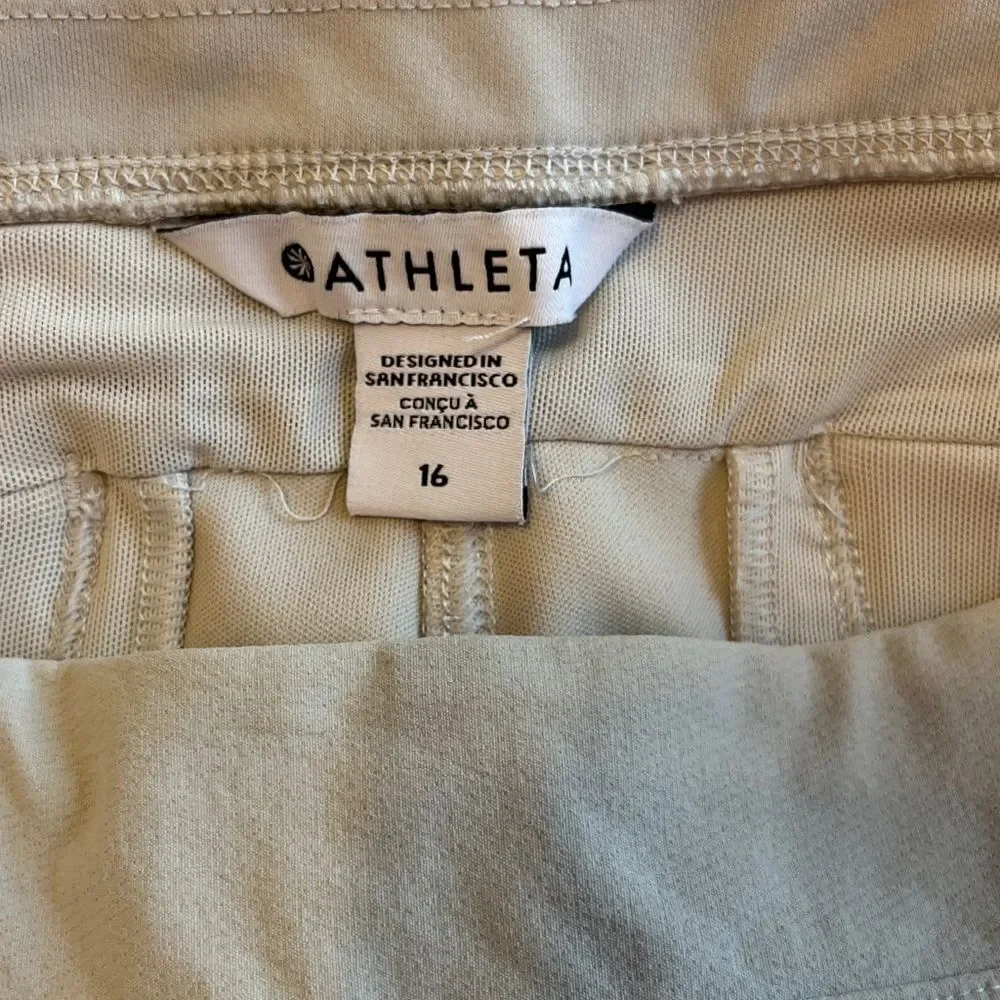 ATHLETA
DESIGNED IN
SAN FRANCISCO
CONÇU À
SAN FRANCISCO
16